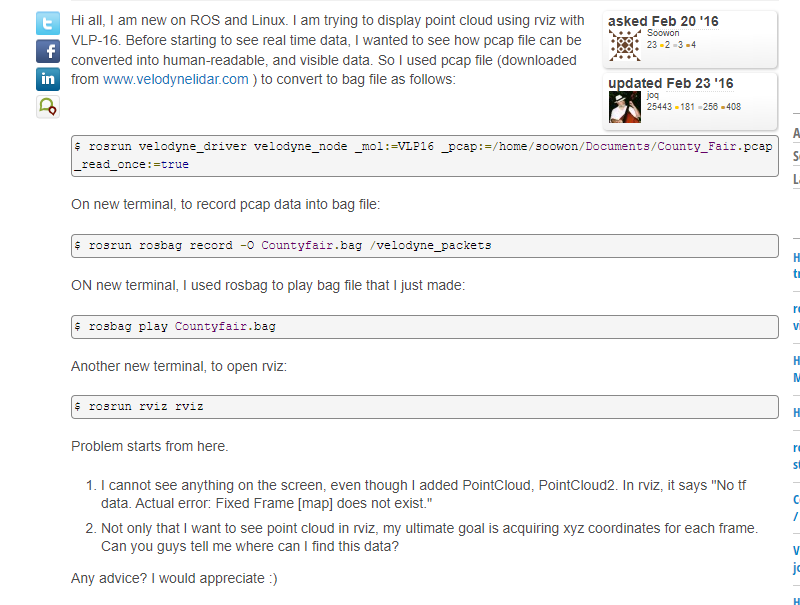 Hi all, I am new on ROS and Linux. I am trying to display point cloud using rviz with
VLP-16. Before starting to see real time data, I wanted to see how pcap file can be
converted into human-readable, and visible data. So I used pcap file (downloaded
from www.velodynelidar.com ) to convert to bag file as follows:
asked Feb 20 '16
Soowon
23 ●2 ●3 ●4
updated Feb 23 '16
joq
25443 ●181 ●256 ●408
$ rosrun velodyne_driver velodyne_node _mol:=VLP16 _pcap:=/home/soowon/Documents/County_Fair.pcap
_read_once:=true
On new terminal, to record pcap data into bag file:
$ rosrun rosbag record -O Countyfair.bag /velodyne_packets
ON new terminal, I used rosbag to play bag file that I just made:
$ rosbag play Countyfair.bag
Another new terminal, to open rviz:
$ rosrun rviz rviz
Problem starts from here.
1. I cannot see anything on the screen, even though I added PointCloud, PointCloud2. In rviz, it says "No tf
data. Actual error: Fixed Frame [map] does not exist."
2. Not only that I want to see point cloud in rviz, my ultimate goal is acquiring xyz coordinates for each frame.
Can you guys tell me where can I find this data?
Any advice? I would appreciate :)